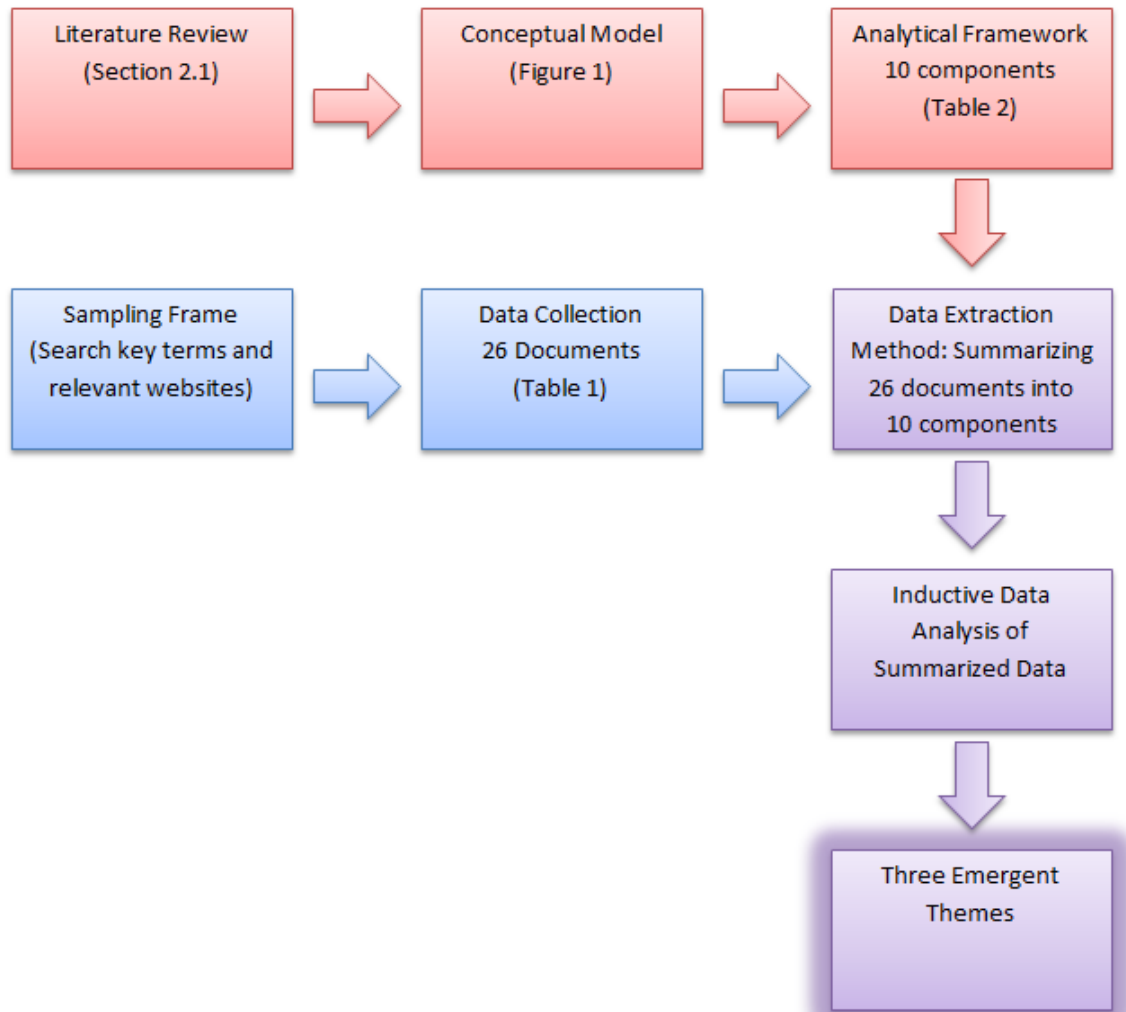 Literature Review
(Section 2.1)
Conceptual Model
(Figure 1)
Analytical Framework
10 components
(Table 2)
Sampling Frame
(Search key terms and
relevant websites)
Data Collection
26 Documents
(Table 1)
Data Extraction
Method: Summarizing
26 documents into
10 components
Inductive Data
Analysis of
Summarized Data
Three Emergent
Themes